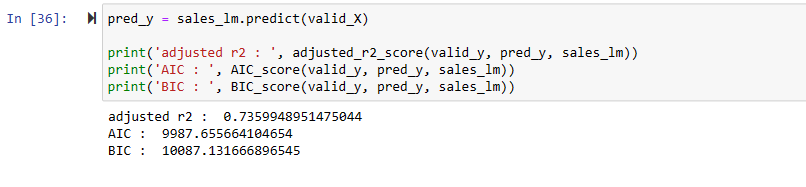 In [36]: pred_y = sales_lm.predict(valid_X)
print('adjusted r2 : ', adjusted_r2_score(valid_y, pred_y, sales_lm))
print('AIC : ', AIC_score(valid_y, pred_y, sales_lm))
print('BIC : ', BIC_score(valid_y, pred_y, sales_lm))
adjusted r2 :  0.7359948951475044
AIC :  9987.655664104654
BIC :  10087.131666896545